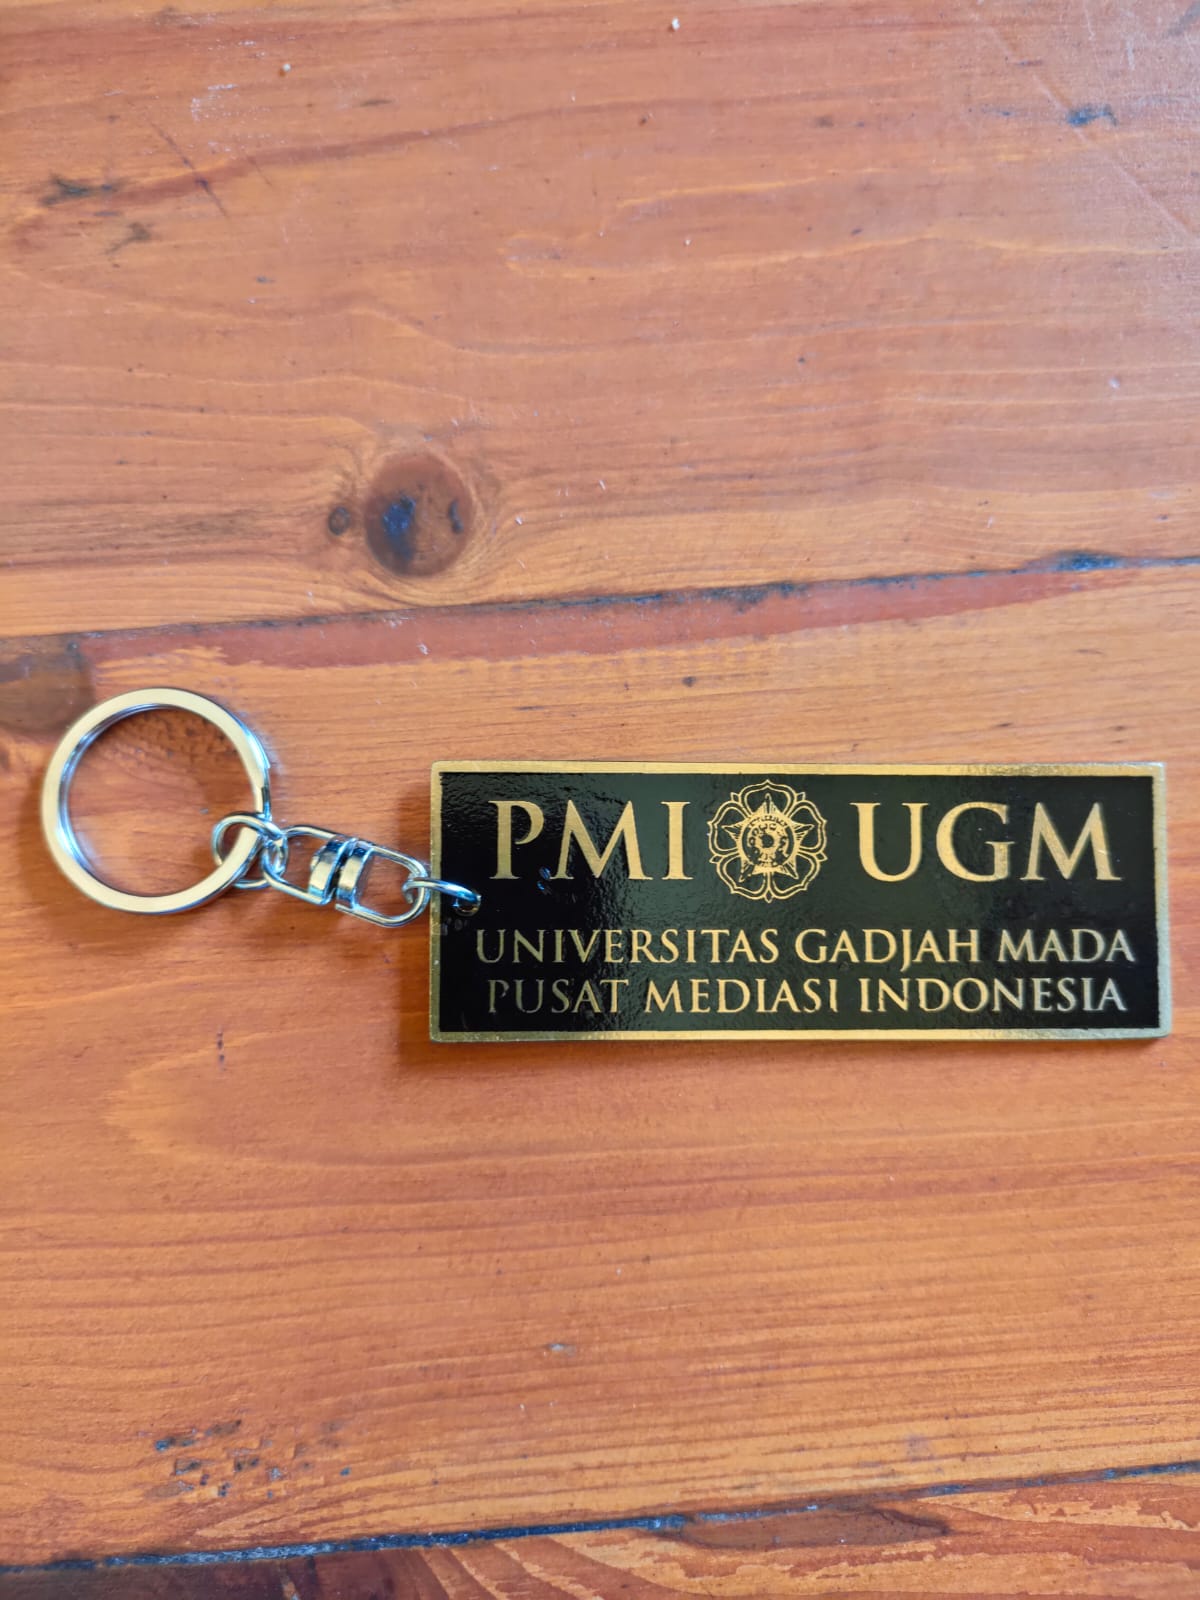 PMI UGM
UNIVERSITAS GADJAH MADA
PUSAT MEDIASI INDONESIA